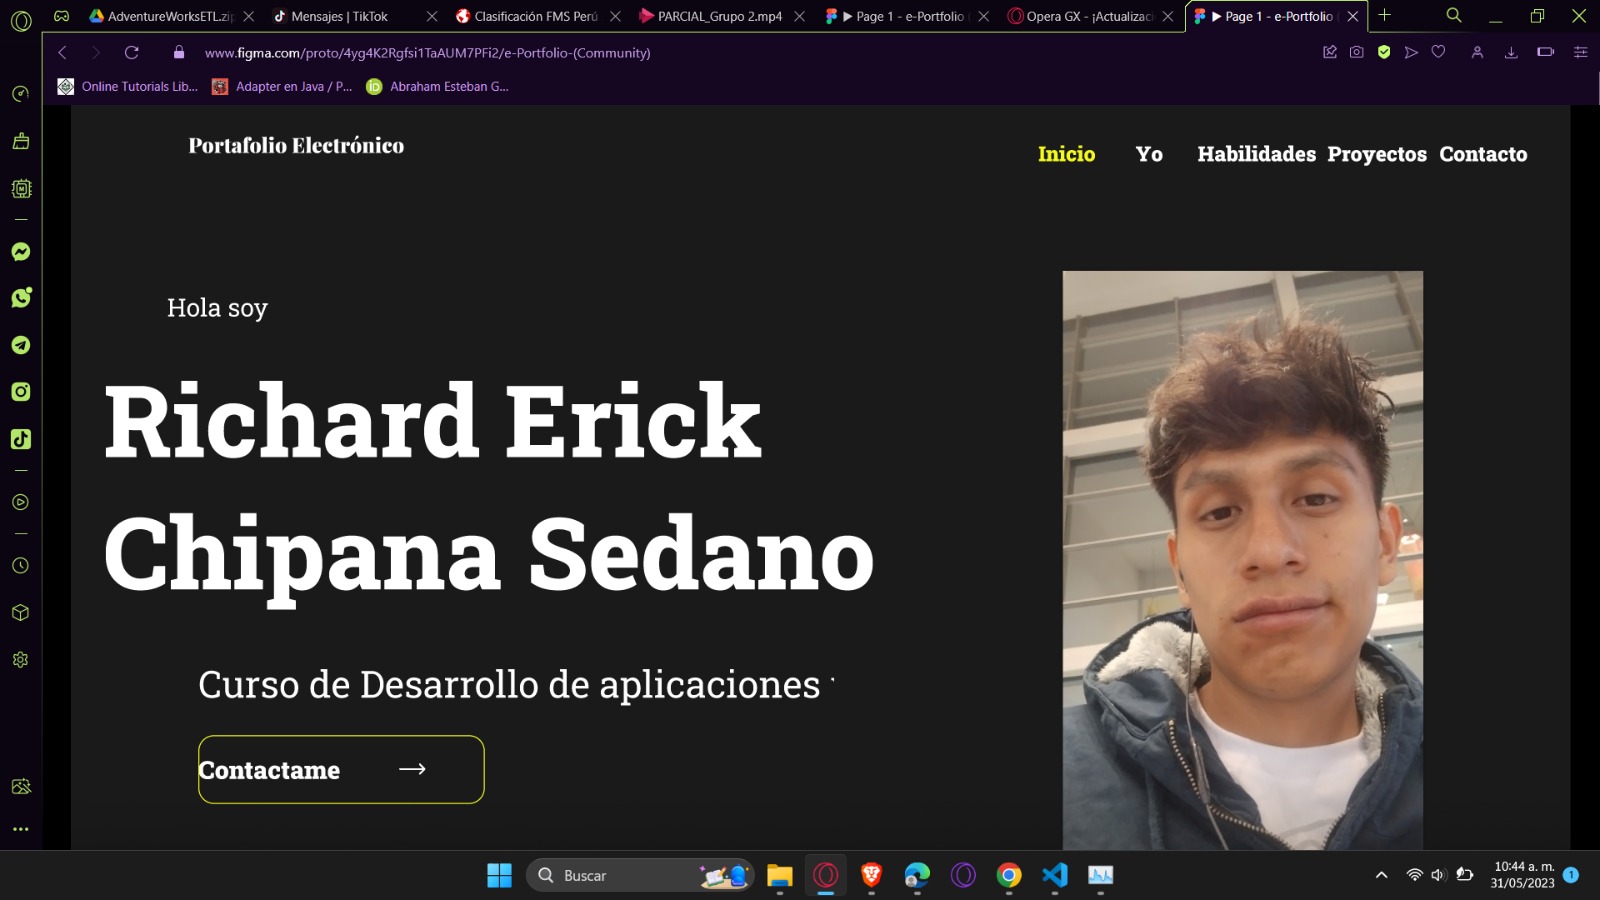 AdventureWorksETL.zi
Mensajes | TikTok
Clasificación FMS Perú
PARCIAL_Grupo 2.mp4
Page 1 - e-Portfolio (
Opera GX - ¡Actualizaci
Page 1 - e-Portfolio
www.figma.com/proto/4yg4K2Rgfsi1TaAUM7PFi2/e-Portfolio-(Community)
Online Tutorials Lib...
Adapter en Java / P...
Abraham Esteban G...
Portafolio Electrónico
Inicio Yo Habilidades Proyectos Contacto
Hola soy
Richard Erick
Chipana Sedano
Curso de Desarrollo de aplicaciones
Contactame
Buscar
10:44 a. m.
31/05/2023
1